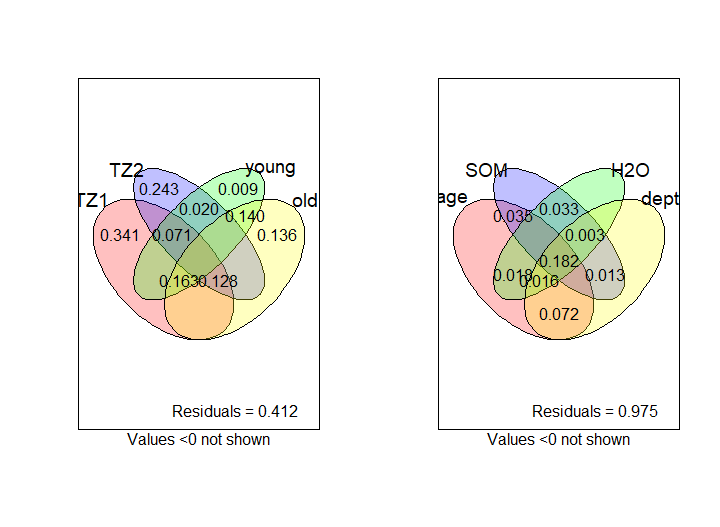 TZ2
young
TZ1
old
0.243
0.009
0.020
0.140
0.341
0.071
0.136
0.163
0.128
Residuals = 0.412
Values <0 not shown
SOM
H2O
age
dept
0.035
0.033
0.003
0.182
0.018
0.016
0.013
0.072
Residuals = 0.975
Values <0 not shown